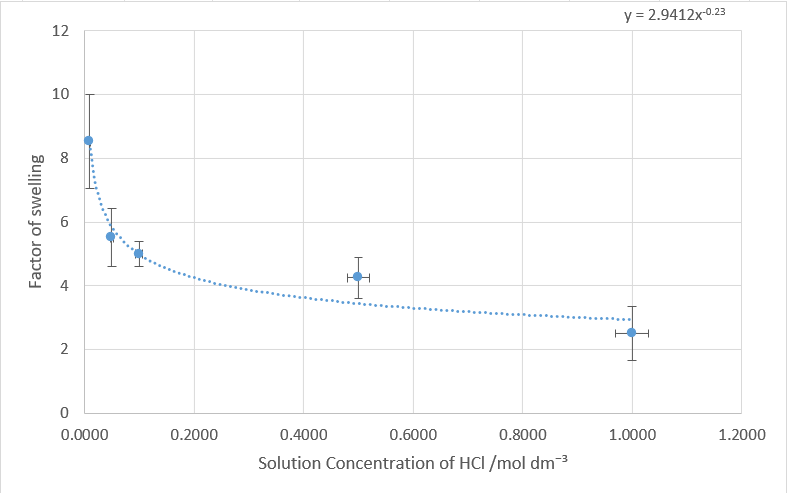 y = 2.9412x⁻⁰·²³
12
10
8
6
4
2
0
Factor of swelling
0.0000 0.2000 0.4000 0.6000 0.8000 1.0000 1.2000
Solution Concentration of HCl /mol dm⁻³